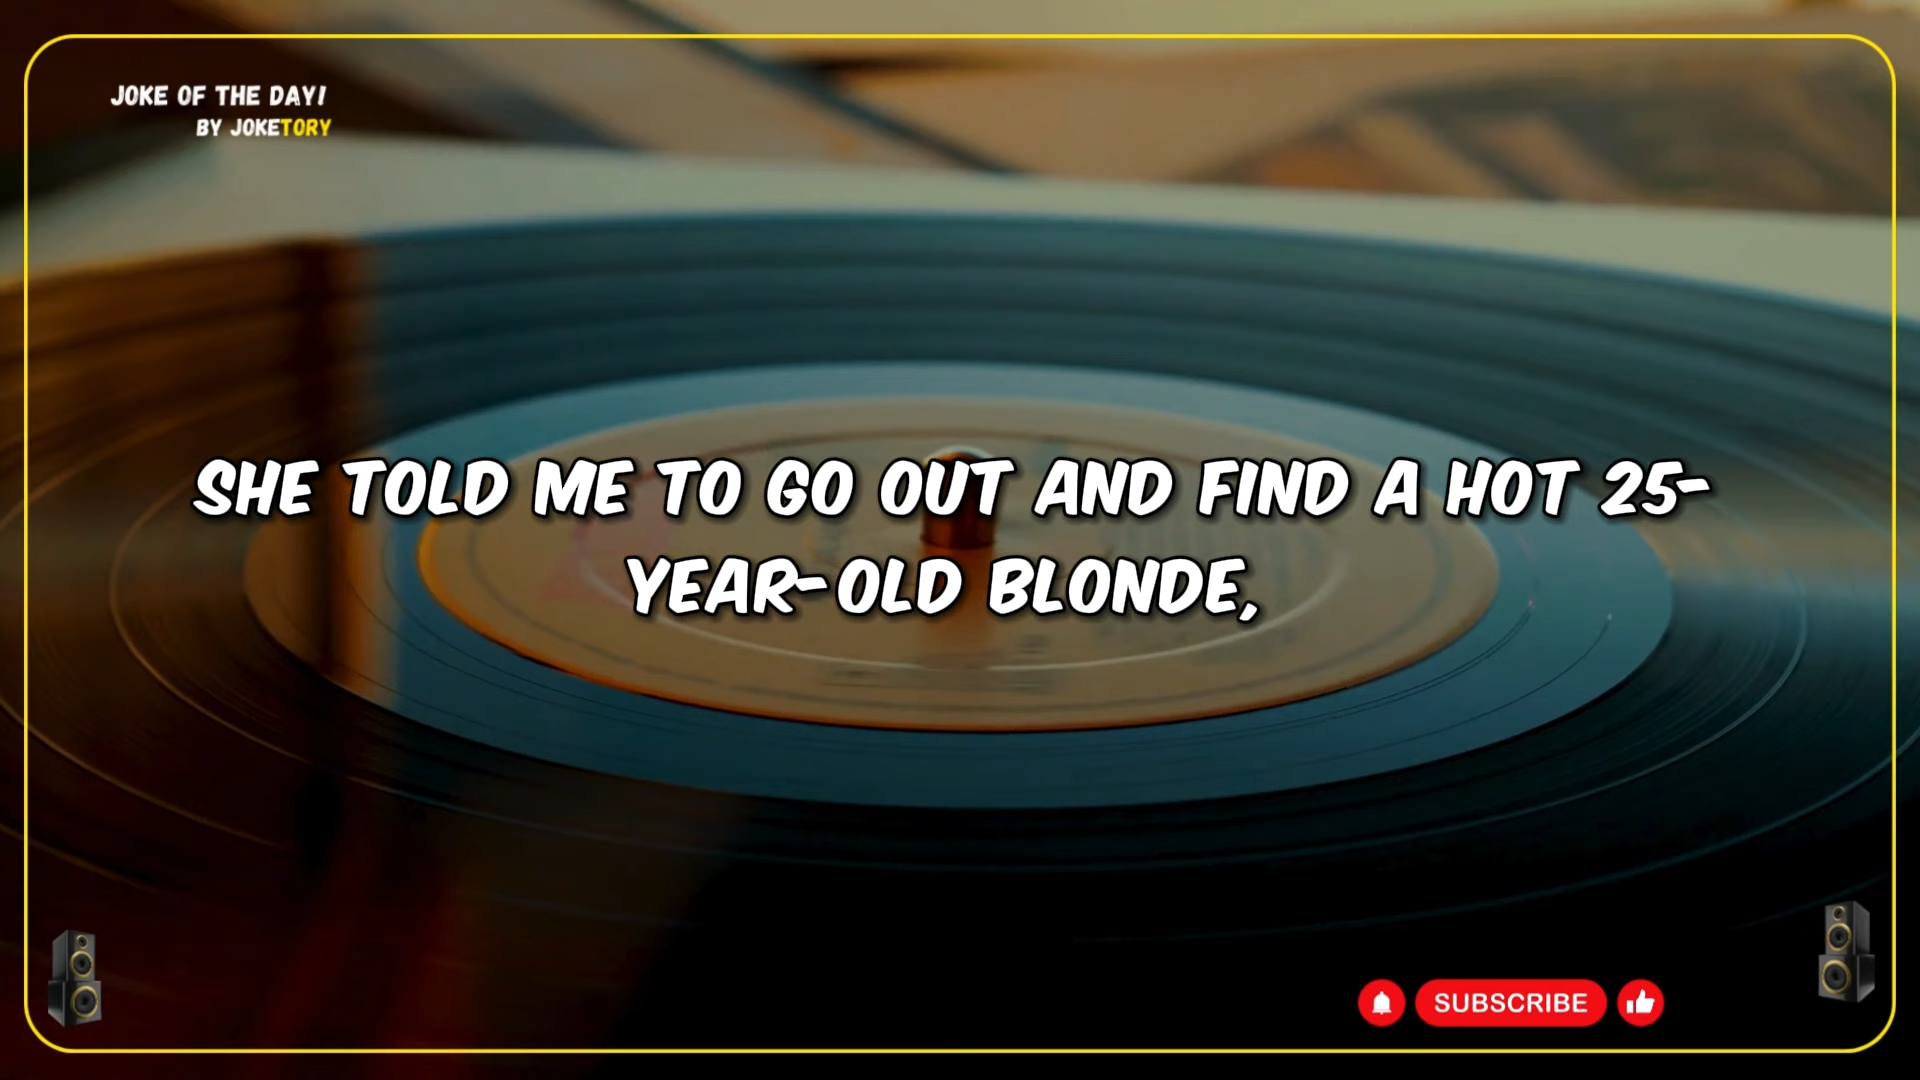 JOKE OF THE DAY!
BY JOKETORY
SHE TOLD ME TO GO OUT AND FIND A HOT 25-
YEAR-OLD BLONDE,
SUBSCRIBE